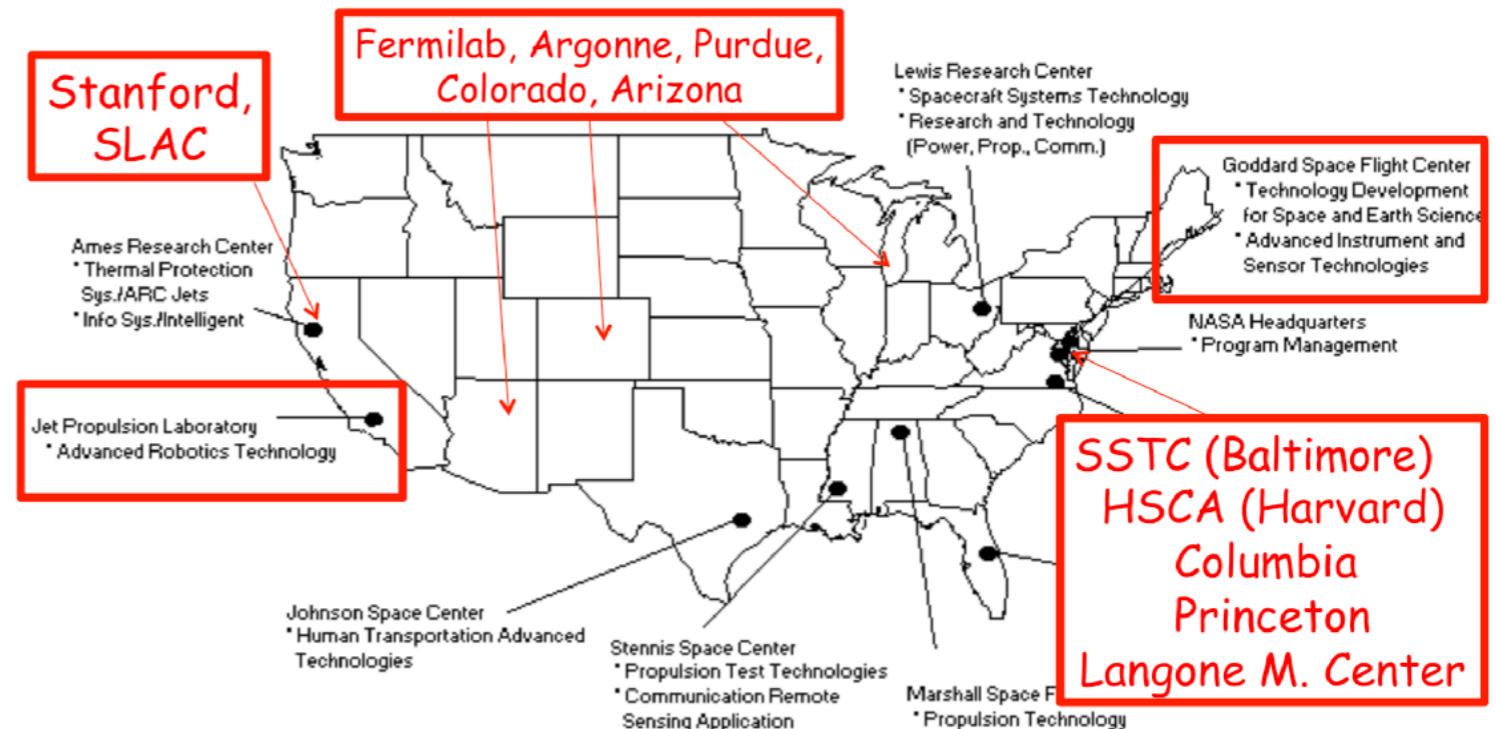 Fermilab, Argonne, Purdue,
Colorado, Arizona
Stanford,
SLAC
Lewis Research Center
* Spacecraft Systems Technology
* Research and Technology
(Power, Prop., Comm.)
Goddard Space Flight Center
* Technology Development
for Space and Earth Science
* Advanced Instrument and
Sensor Technologies
Ames Research Center
* Thermal Protection
Sys./ARC Jets
* Info Sys./Intelligent
NASA Headquarters
* Program Management
Jet Propulsion Laboratory
* Advanced Robotics Technology
SSTC (Baltimore)
HSCA (Harvard)
Columbia
Princeton
Langone M. Center
Johnson Space Center
* Human Transportation Advanced
Technologies
Stennis Space Center
* Propulsion Test Technologies
* Communication Remote
Sensing Application
Marshall Space F
* Propulsion Technology